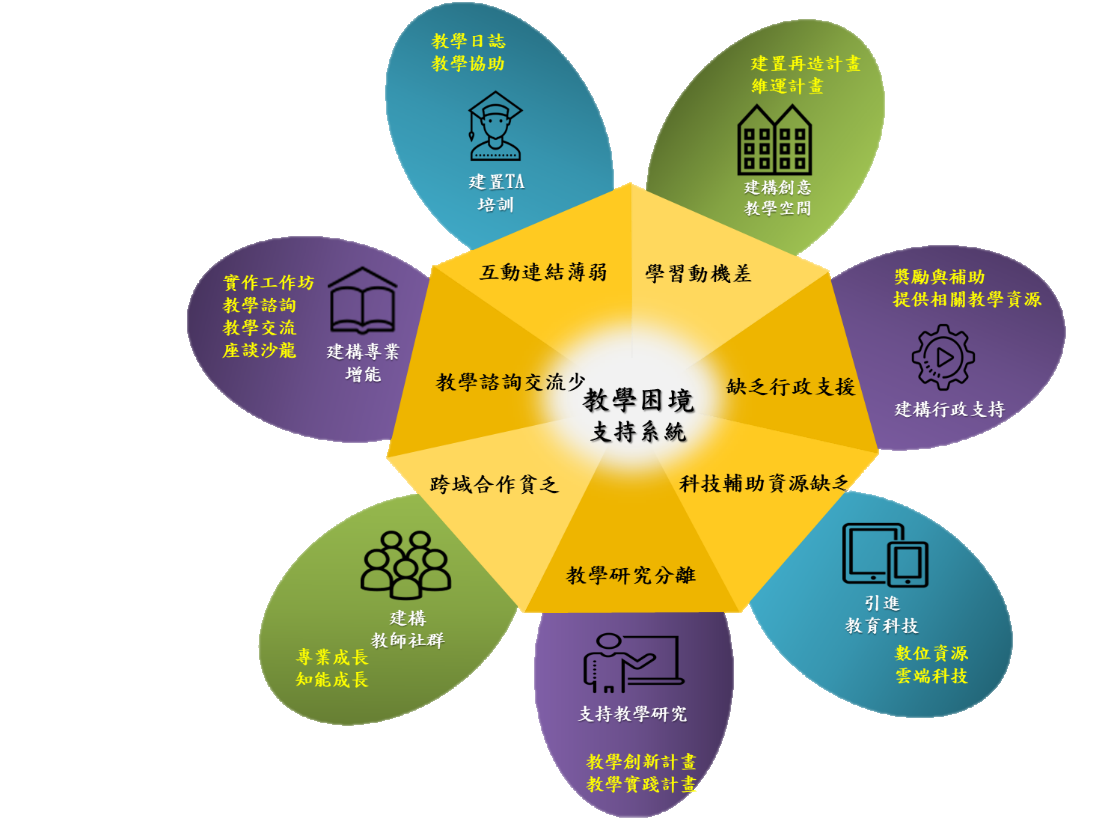 教學日誌
教學協助
建置TA
培訓
建置再造計畫
維運計畫
建構創意
教學空間
實作工作坊
教學諮詢
教學交流
座談沙龍
建構專業
增能
互動連結薄弱
學習動機差
獎勵與補助
提供相關教學資源
建構行政支持
教學諮詢交流少
教學困境
支持系統
缺乏行政支援
跨域合作貧乏
科技輔助資源缺乏
教學研究分離
建構
教師社群
專業成長
知能成長
支持教學研究
教學創新計畫
教學實踐計畫
引進
教育科技
數位資源
雲端科技